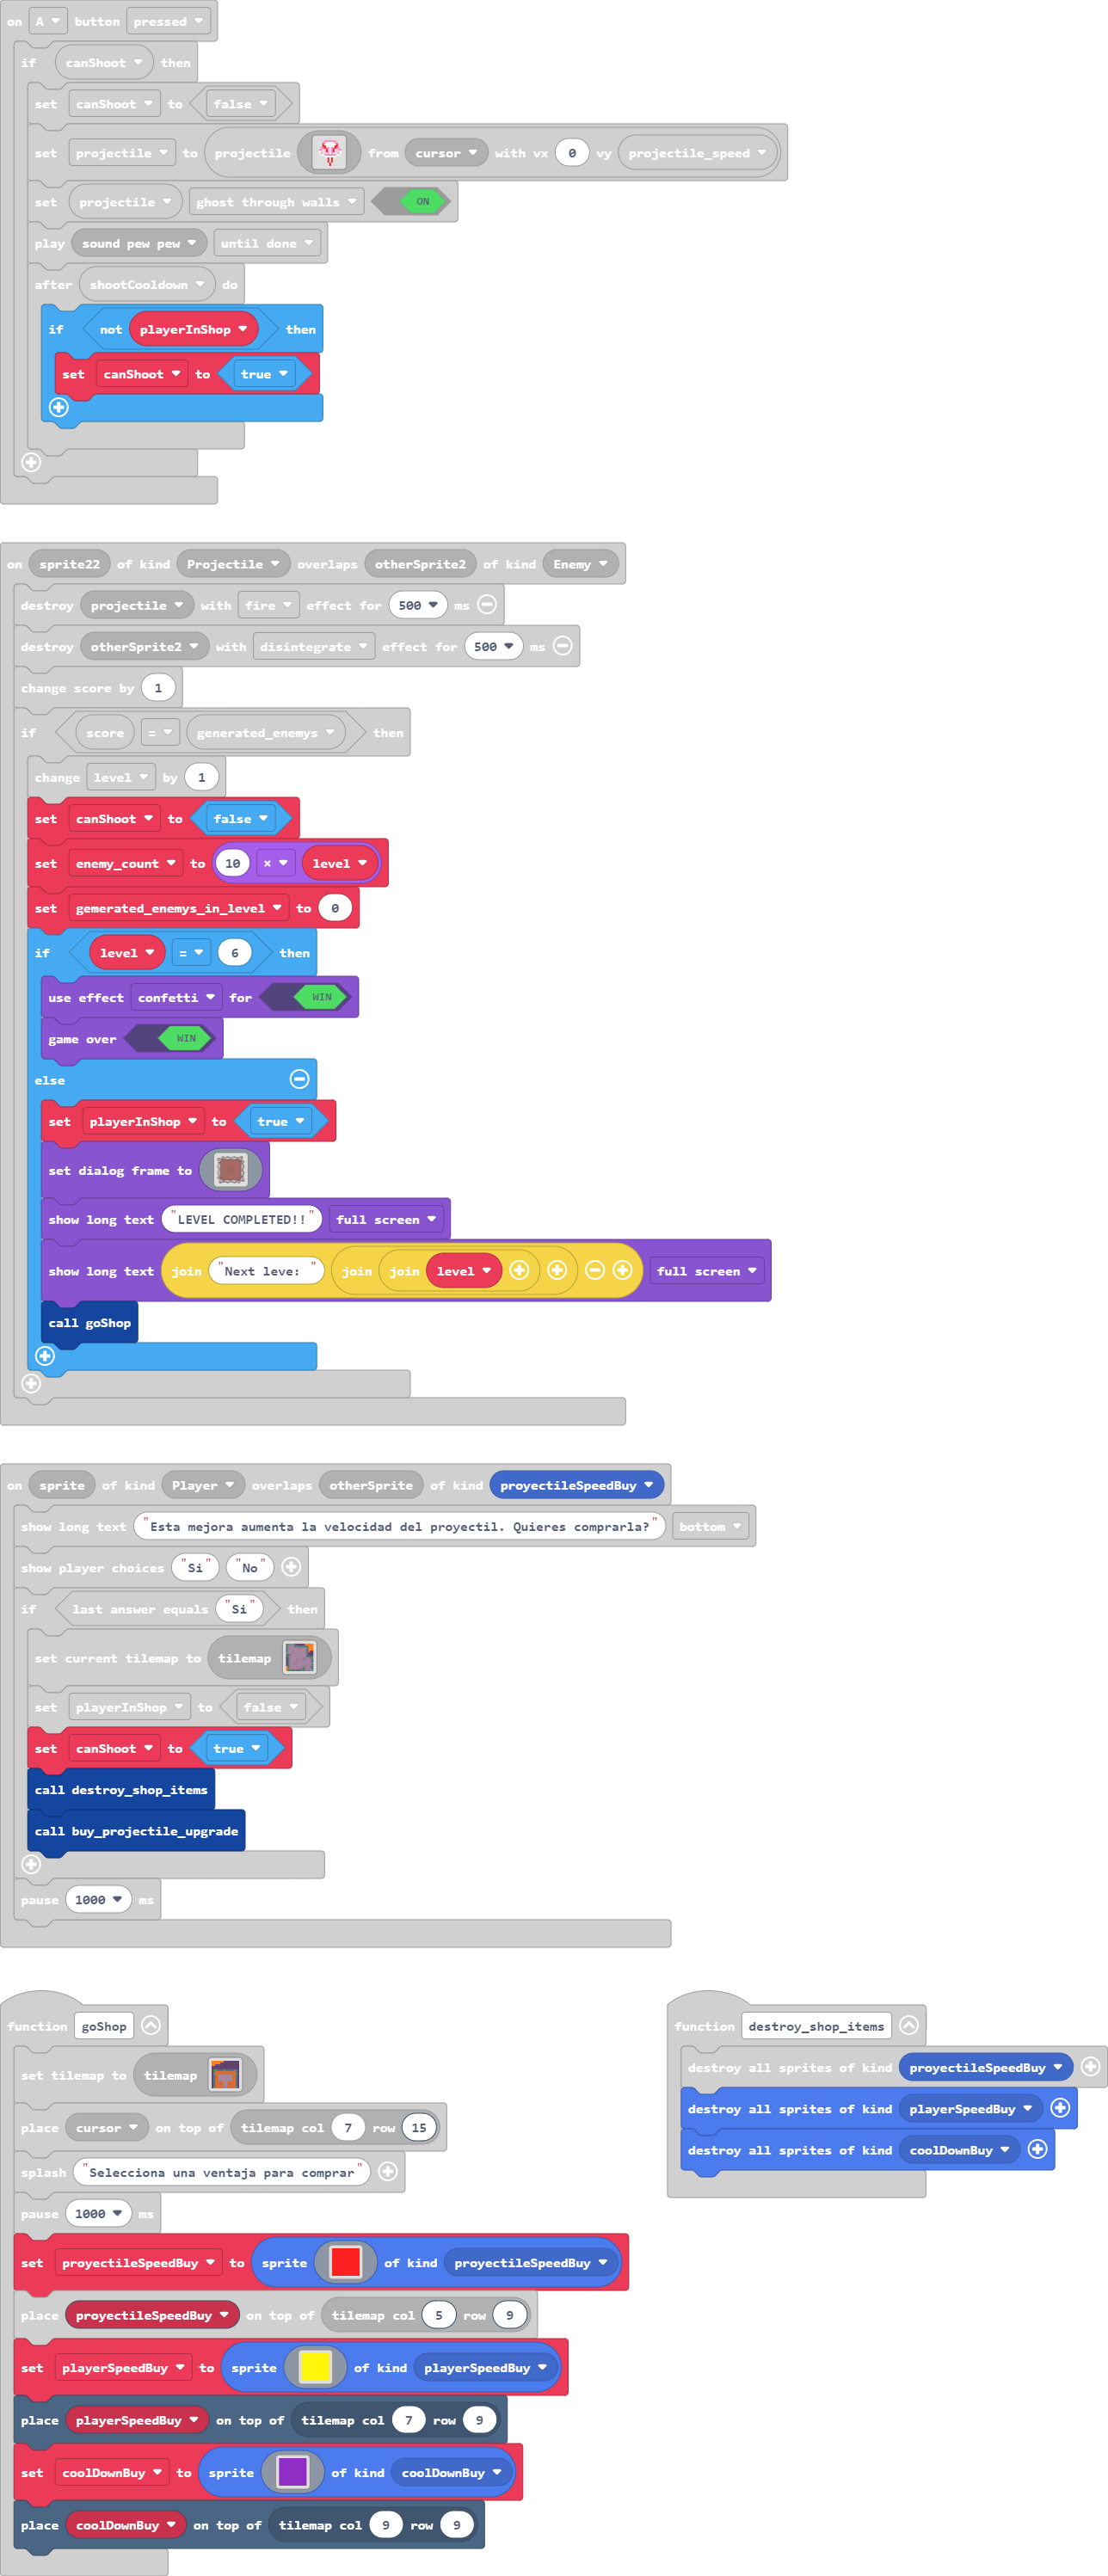 on A button pressed
if canShoot then
set canShoot to false
set projectile to projectile from cursor with vx 0 vy projectile_speed
set projectile ghost through walls ON
play sound pew pew until done
after shootCooldown do
if not playerInShop then
set canShoot to true
on sprite22 of kind Projectile overlaps otherSprite2 of kind Enemy
destroy projectile with fire effect for 500 ms
destroy otherSprite2 with disintegrate effect for 500 ms
change score by 1
if score = generated_enemys then
change level by 1
set canShoot to false
set enemy_count to 10 × level
set gemerated_enemys_in_level to 0
if level = 6 then
use effect confetti for WIN
game over WIN
else
set playerInShop to true
set dialog frame to
show long text "LEVEL COMPLETED!!" full screen
show long text join "Next leve: " join join level full screen
call goShop
on sprite of kind Player overlaps otherSprite of kind proyectileSpeedBuy
show long text "Esta mejora aumenta la velocidad del proyectil. Quieres comprarla?" bottom
show player choices "Si" "No"
if last answer equals "Si" then
set current tilemap to tilemap
set playerInShop to false
set canShoot to true
call destroy_shop_items
call buy_projectile_upgrade
pause 1000 ms
function goShop
set tilemap to tilemap
place cursor on top of tilemap col 7 row 15
splash "Selecciona una ventaja para comprar"
pause 1000 ms
set proyectileSpeedBuy to sprite of kind proyectileSpeedBuy
place proyectileSpeedBuy on top of tilemap col 5 row 9
set playerSpeedBuy to sprite of kind playerSpeedBuy
place playerSpeedBuy on top of tilemap col 7 row 9
set coolDownBuy to sprite of kind coolDownBuy
place coolDownBuy on top of tilemap col 9 row 9
function destroy_shop_items
destroy all sprites of kind proyectileSpeedBuy
destroy all sprites of kind playerSpeedBuy
destroy all sprites of kind coolDownBuy